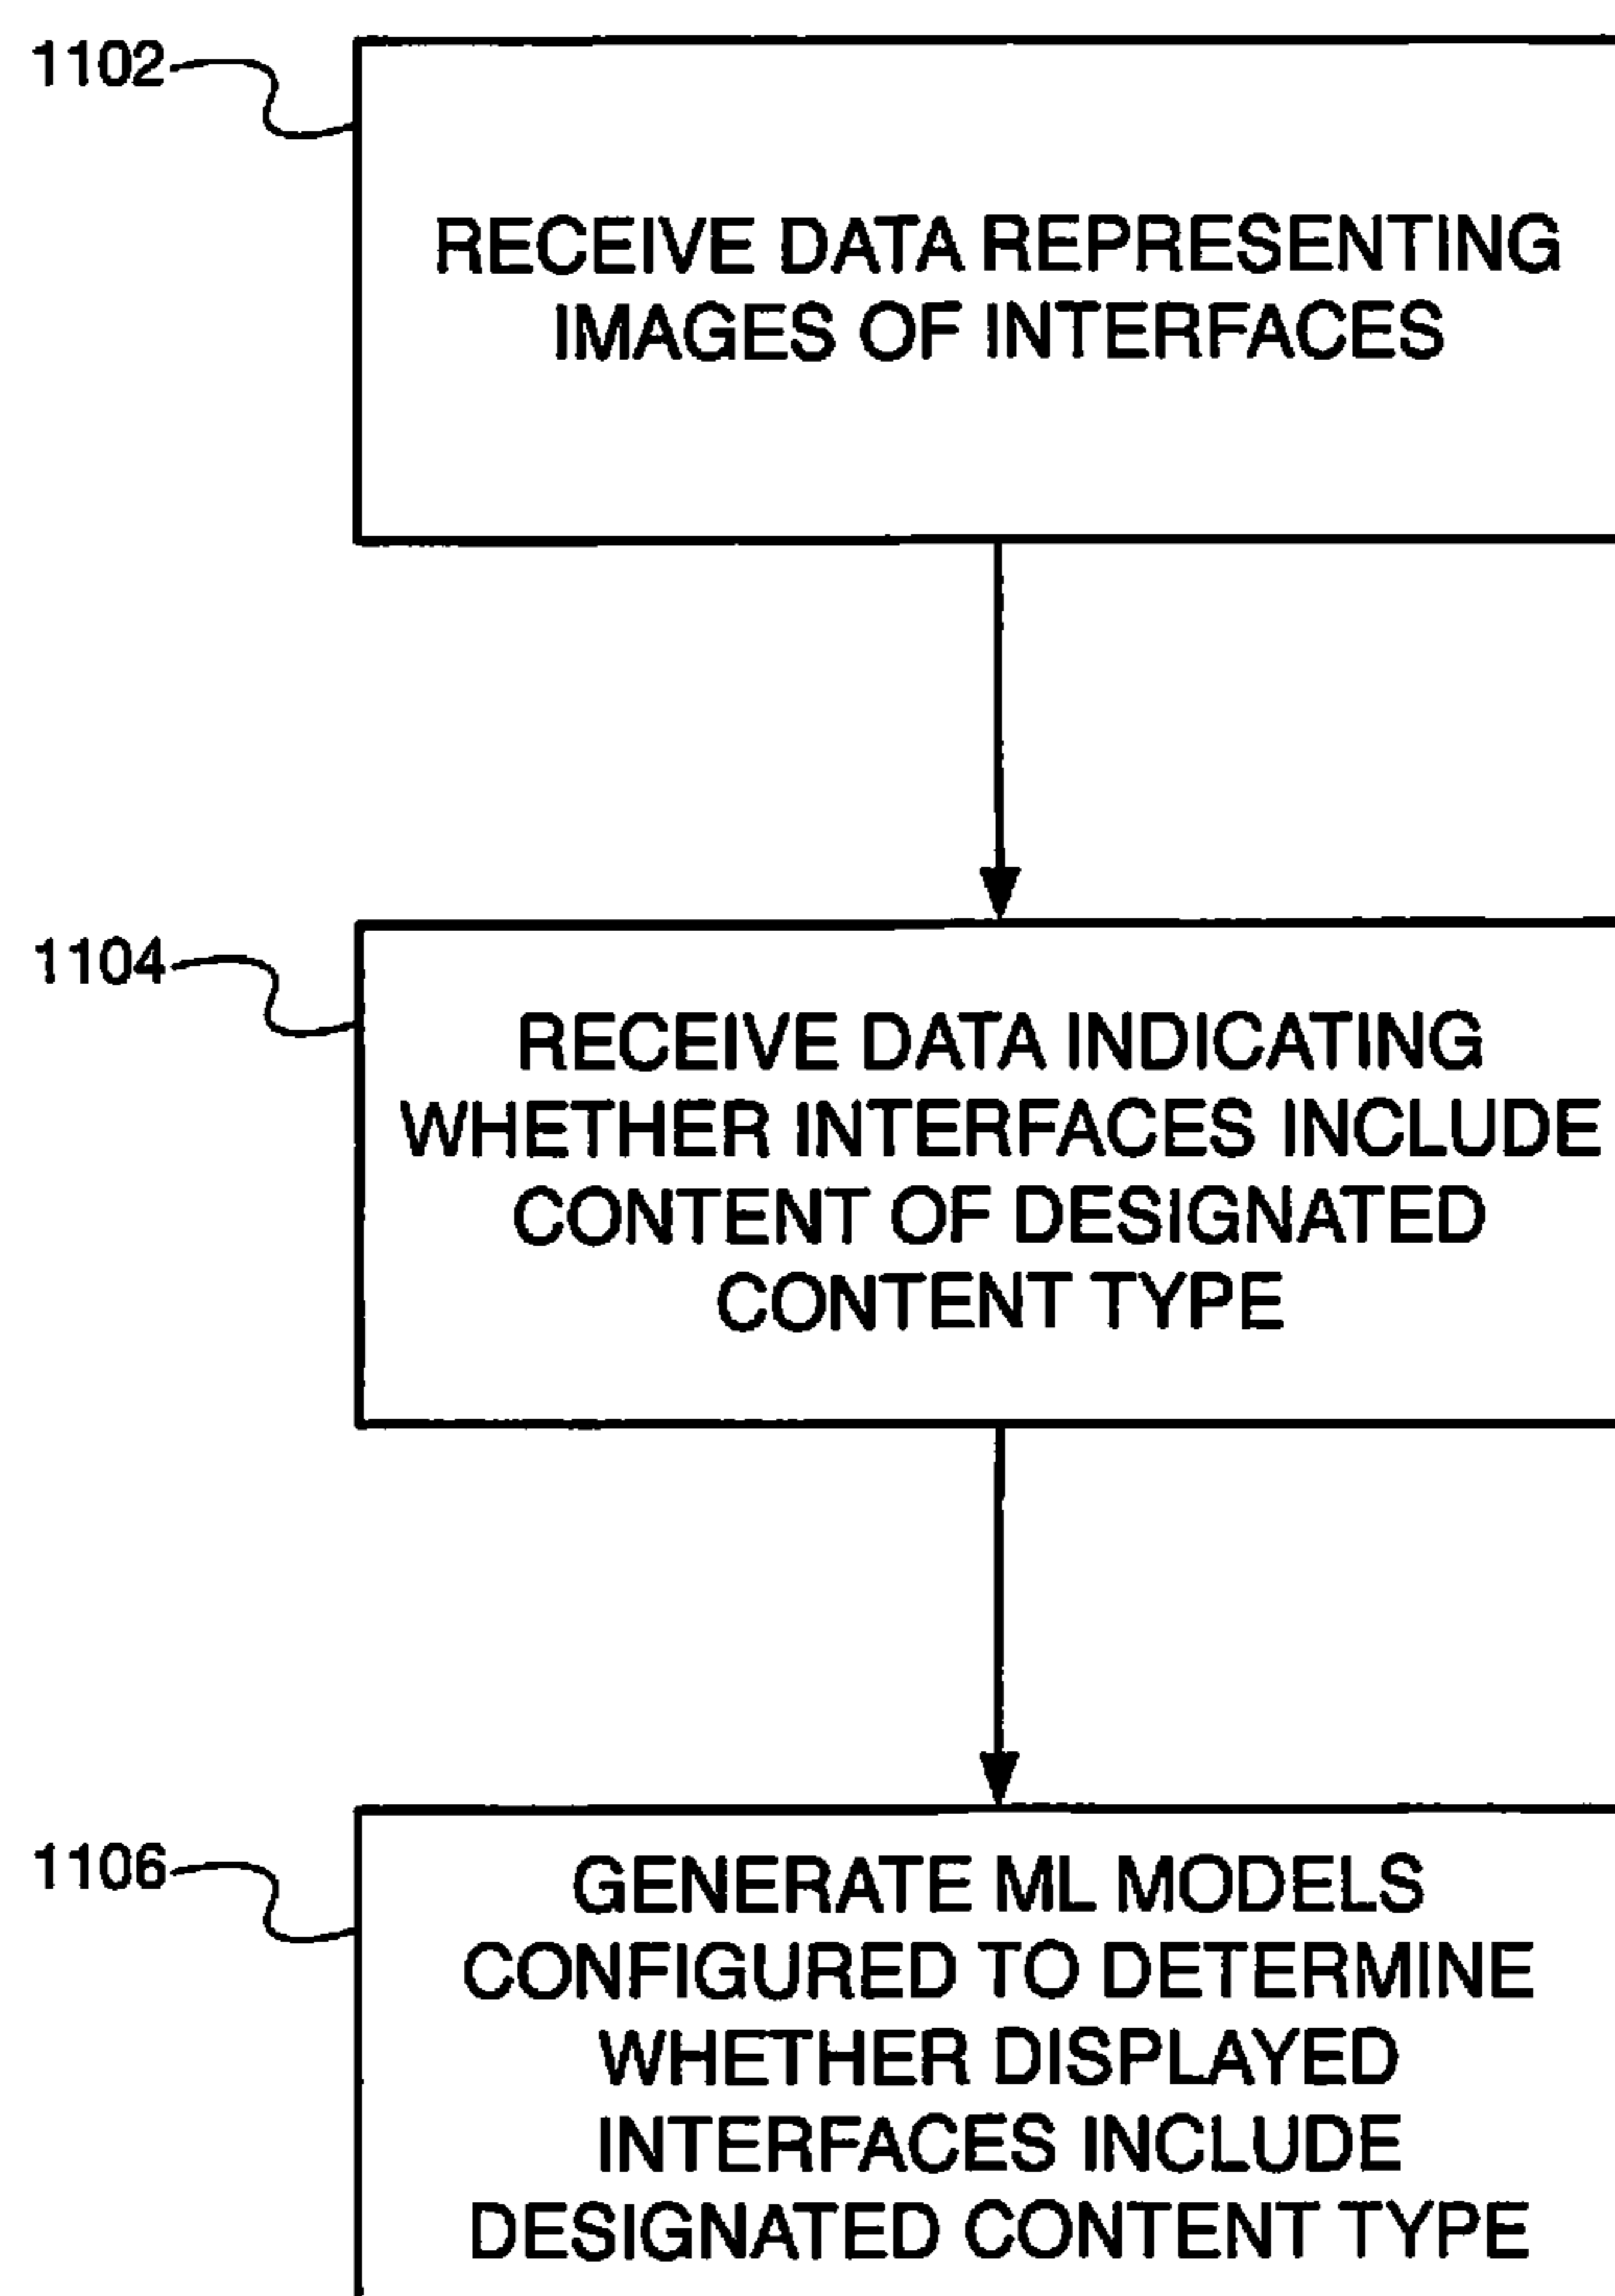 1102
RECEIVE DATA REPRESENTING
IMAGES OF INTERFACES
1104
RECEIVE DATA INDICATING
WHETHER INTERFACES INCLUDE
CONTENT OF DESIGNATED
CONTENT TYPE
1106
GENERATE ML MODELS
CONFIGURED TO DETERMINE
WHETHER DISPLAYED
INTERFACES INCLUDE
DESIGNATED CONTENT TYPE